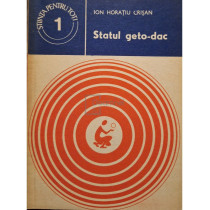 ȘTIINȚA PENTRU TOȚI
1
ION HORAȚIU CRIȘAN
Statul geto-dac